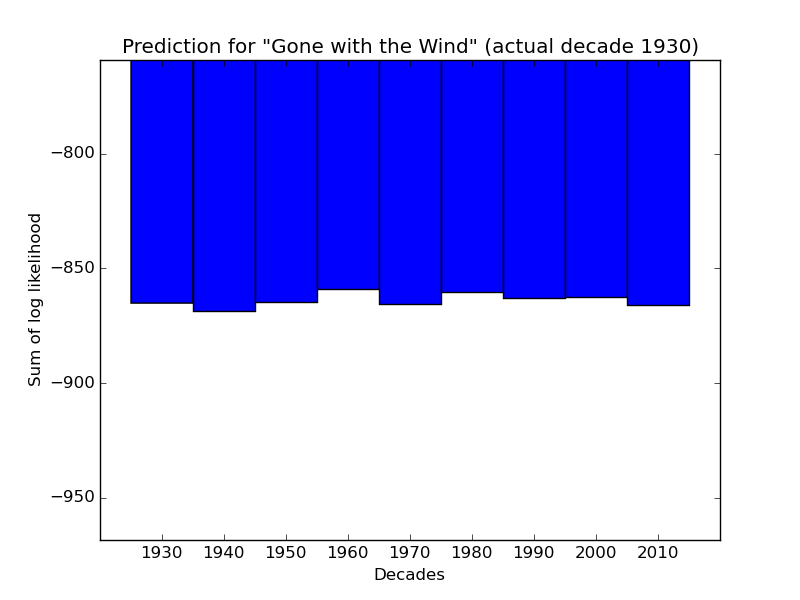 Prediction for "Gone with the Wind" (actual decade 1930)
Sum of log likelihood
−800
−850
−900
−950
1930 1940 1950 1960 1970 1980 1990 2000 2010
Decades